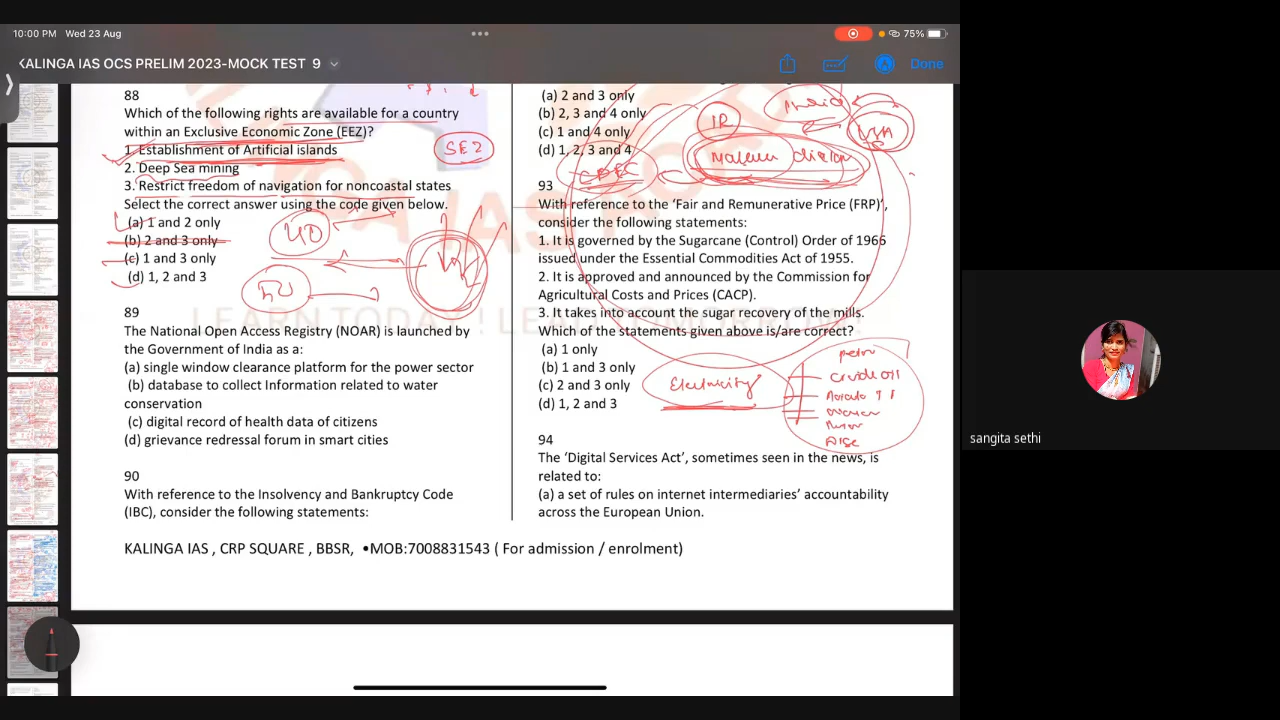 10:00 PM Wed 23 Aug
75%
KALINGA IAS OCS PRELIM 2023-MOCK TEST 9
Done
88
Which of the following rights are available for a country
within an Exclusive Economic Zone (EEZ)?
1. Establishment of Artificial islands
2. Deep Sea mining
3. Restrict freedom of navigation for noncoastal states
Select the correct answer using the code given below.
(a) 1 and 2 only
(b) 2 and 3 only
(c) 1 and 3 only
(d) 1, 2 and 3
SEZ
89
The National Open Access Registry (NOAR) is launched by
the Government of India as a:
(a) single window clearance platform for the power sector
(b) database to collect Information related to water
conservation
(c) digital record of health data of citizens
(d) grievance redressal forum in smart cities
90
With reference to the Insolvency and Bankruptcy Code
(IBC), consider the following statements:
(a) 2 and 3 only
(b) 2, 3 and 4 only
(c) 1 and 4 only
(d) 1, 2, 3 and 4
India
IR
USA
93
With reference to the 'Fair and Remunerative Price (FRP)',
consider the following statements:
1. It is governed by the Sugarcane (Control) Order of 1966
issued under the Essential Commodities Act of 1955.
2. It is approved and announced by the Commission for
Agricultural Costs and Prices (CACP).
3. It takes into account the sugar recovery of the mills.
Which of the statements given above is/are correct?
(a) 1 only
(b) 1 and 3 only
(c) 2 and 3 only
(d) 1, 2 and 3
Electricity
Crude oil
94
The 'Digital Services Act', sometimes seen in the news, is
related to:
(a) a set of rules on internet intermediaries' accountability
across the European Union.
KALINGA IAS , CRP SQUARE , BBSR, •MOB:7008831543 ( For admission / enrolment)
sangita sethi